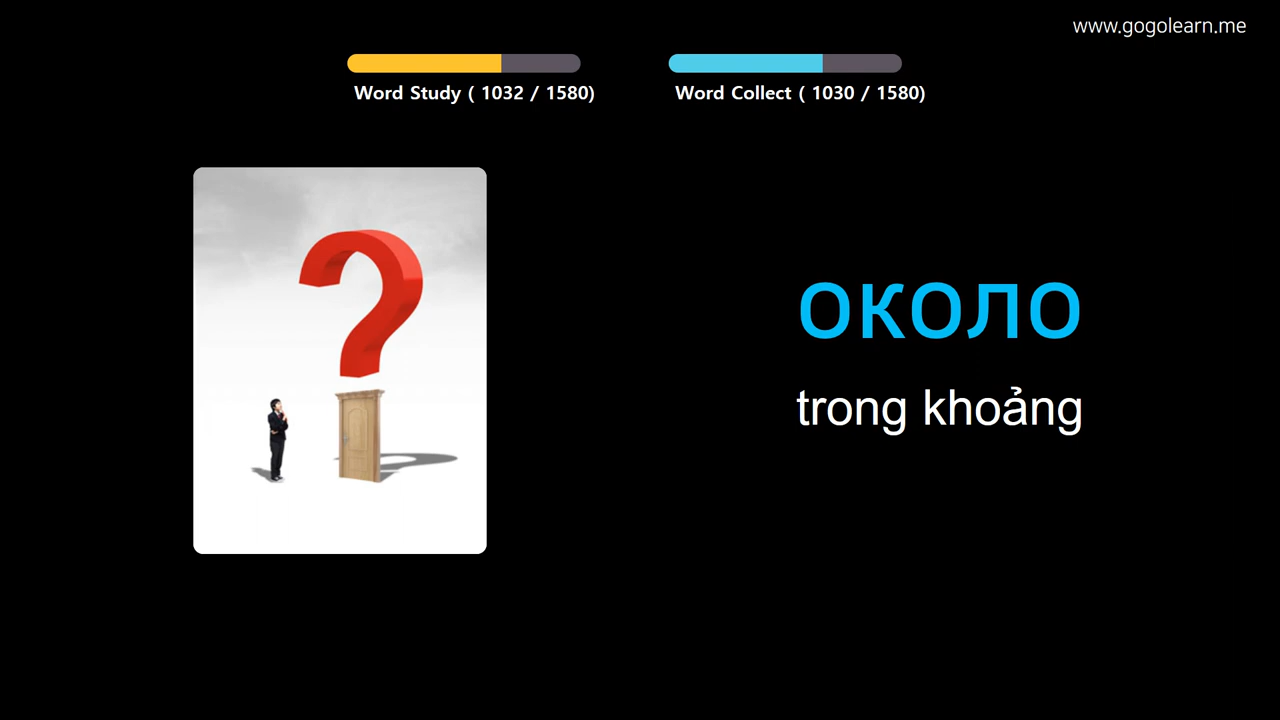 www.gogolearn.me
Word Study ( 1032 / 1580)
Word Collect ( 1030 / 1580)
около
trong khoảng